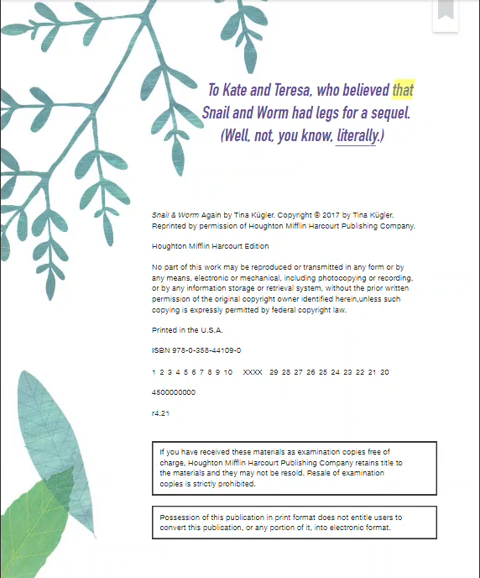 To Kate and Teresa, who believed that
Snail and Worm had legs for a sequel.
(Well, not, you know, literally.)
Snail & Worm Again by Tina Kügler. Copyright © 2017 by Tina Kügler.
Reprinted by permission of Houghton Mifflin Harcourt Publishing Company.
Houghton Mifflin Harcourt Edition
No part of this work may be reproduced or transmitted in any form or by
any means, electronic or mechanical, including photocopying or recording,
or by any information storage or retrieval system, without the prior written
permission of the original copyright owner identified herein,unless such
copying is expressly permitted by federal copyright law.
Printed in the U.S.A.
ISBN 978-0-358-44109-0
1 2 3 4 5 6 7 8 9 10 XXXX 29 28 27 26 25 24 23 22 21 20
4500000000
r4.21
If you have received these materials as examination copies free of
charge, Houghton Mifflin Harcourt Publishing Company retains title to
the materials and they may not be resold. Resale of examination
copies is strictly prohibited.
Possession of this publication in print format does not entitle users to
convert this publication, or any portion of it, into electronic format.